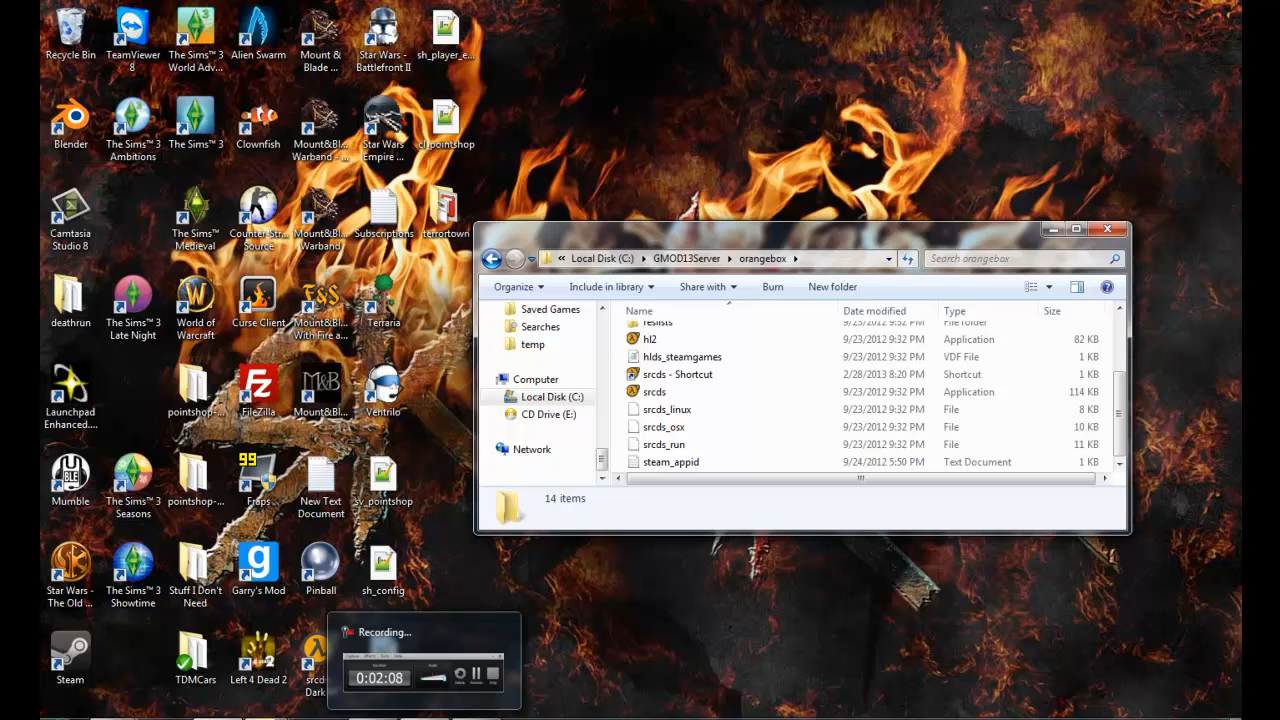 Recycle Bin
TeamViewer 8
The Sims™ 3 World Adv...
Alien Swarm
Mount & Blade ...
Star Wars - Battlefront II
sh_player_e...
Blender
The Sims™ 3 Ambitions
The Sims™ 3
Clownfish
Mount&Bl... Warband - ...
Star Wars Empire ...
cl_pointshop
Camtasia Studio 8
The Sims™ Medieval
Counter-Str... Source
Mount&Bl... Warband
Subscriptions
terrortown
deathrun
The Sims™ 3 Late Night
World of Warcraft
Curse Client
Mount&Bl... With Fire a...
Terraria
Launchpad Enhanced....
pointshop-...
FileZilla
Mount&Bl...
Ventrilo
Mumble
The Sims™ 3 Seasons
pointshop-...
99
Fraps
New Text Document
sv_pointshop
Star Wars - The Old ...
The Sims™ 3 Showtime
Stuff I Don't Need
Garry's Mod
Pinball
sh_config
Steam
TDMCars
Left 4 Dead 2
srcd
Dark
Recording...
Duration
Audio
0:02:08
« Local Disk (C:) GMOD13Server orangebox
Search orangebox
Organize Include in library Share with Burn New folder
Saved Games
Searches
temp
Computer
Local Disk (C:)
CD Drive (E:)
Network
Name Date modified Type Size
reslists 9/23/2012 9:32 PM File folder
hl2 9/23/2012 9:32 PM Application 82 KB
hlds_steamgames 9/23/2012 9:32 PM VDF File 1 KB
srcds - Shortcut 2/28/2013 8:20 PM Shortcut 1 KB
srcds 9/23/2012 9:32 PM Application 114 KB
srcds_linux 9/23/2012 9:32 PM File 8 KB
srcds_osx 9/23/2012 9:32 PM File 10 KB
srcds_run 9/23/2012 9:32 PM File 11 KB
steam_appid 9/24/2012 5:50 PM Text Document 1 KB
14 items